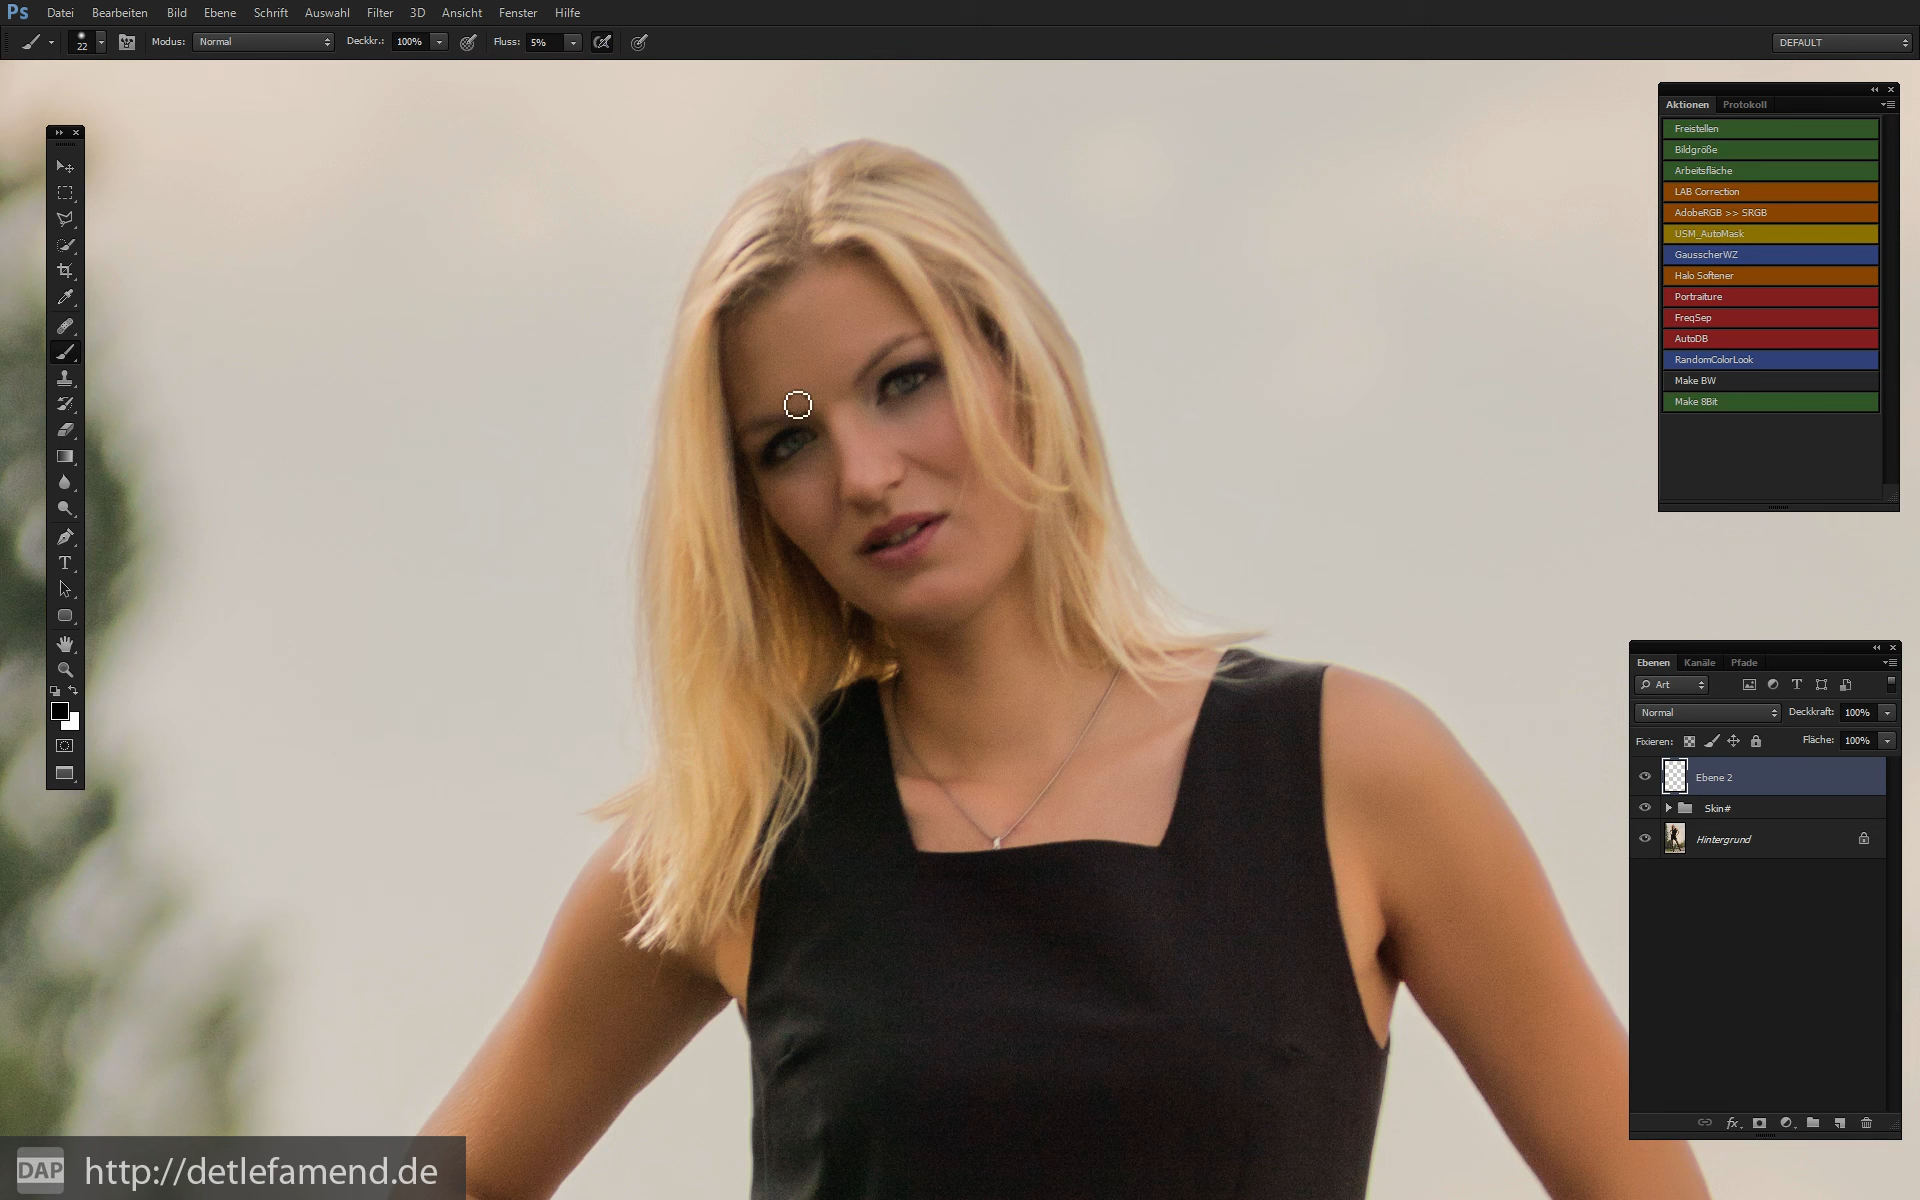 Ps Datei Bearbeiten Bild Ebene Schrift Auswahl Filter 3D Ansicht Fenster Hilfe
22 Modus: Normal Deckkr.: 100% Fluss: 5% DEFAULT
Aktionen Protokoll
Freistellen
Bildgröße
Arbeitsfläche
LAB Correction
AdobeRGB >> SRGB
USM_AutoMask
GausscherWZ
Halo Softener
Portraiture
FreqSep
AutoDB
RandomColorLook
Make BW
Make 8Bit
Ebenen Kanäle Pfade
Art
Normal Deckkraft: 100%
Fixieren: Fläche: 100%
Ebene 2
Skin#
Hintergrund
fx
DAP http://detlefamend.de